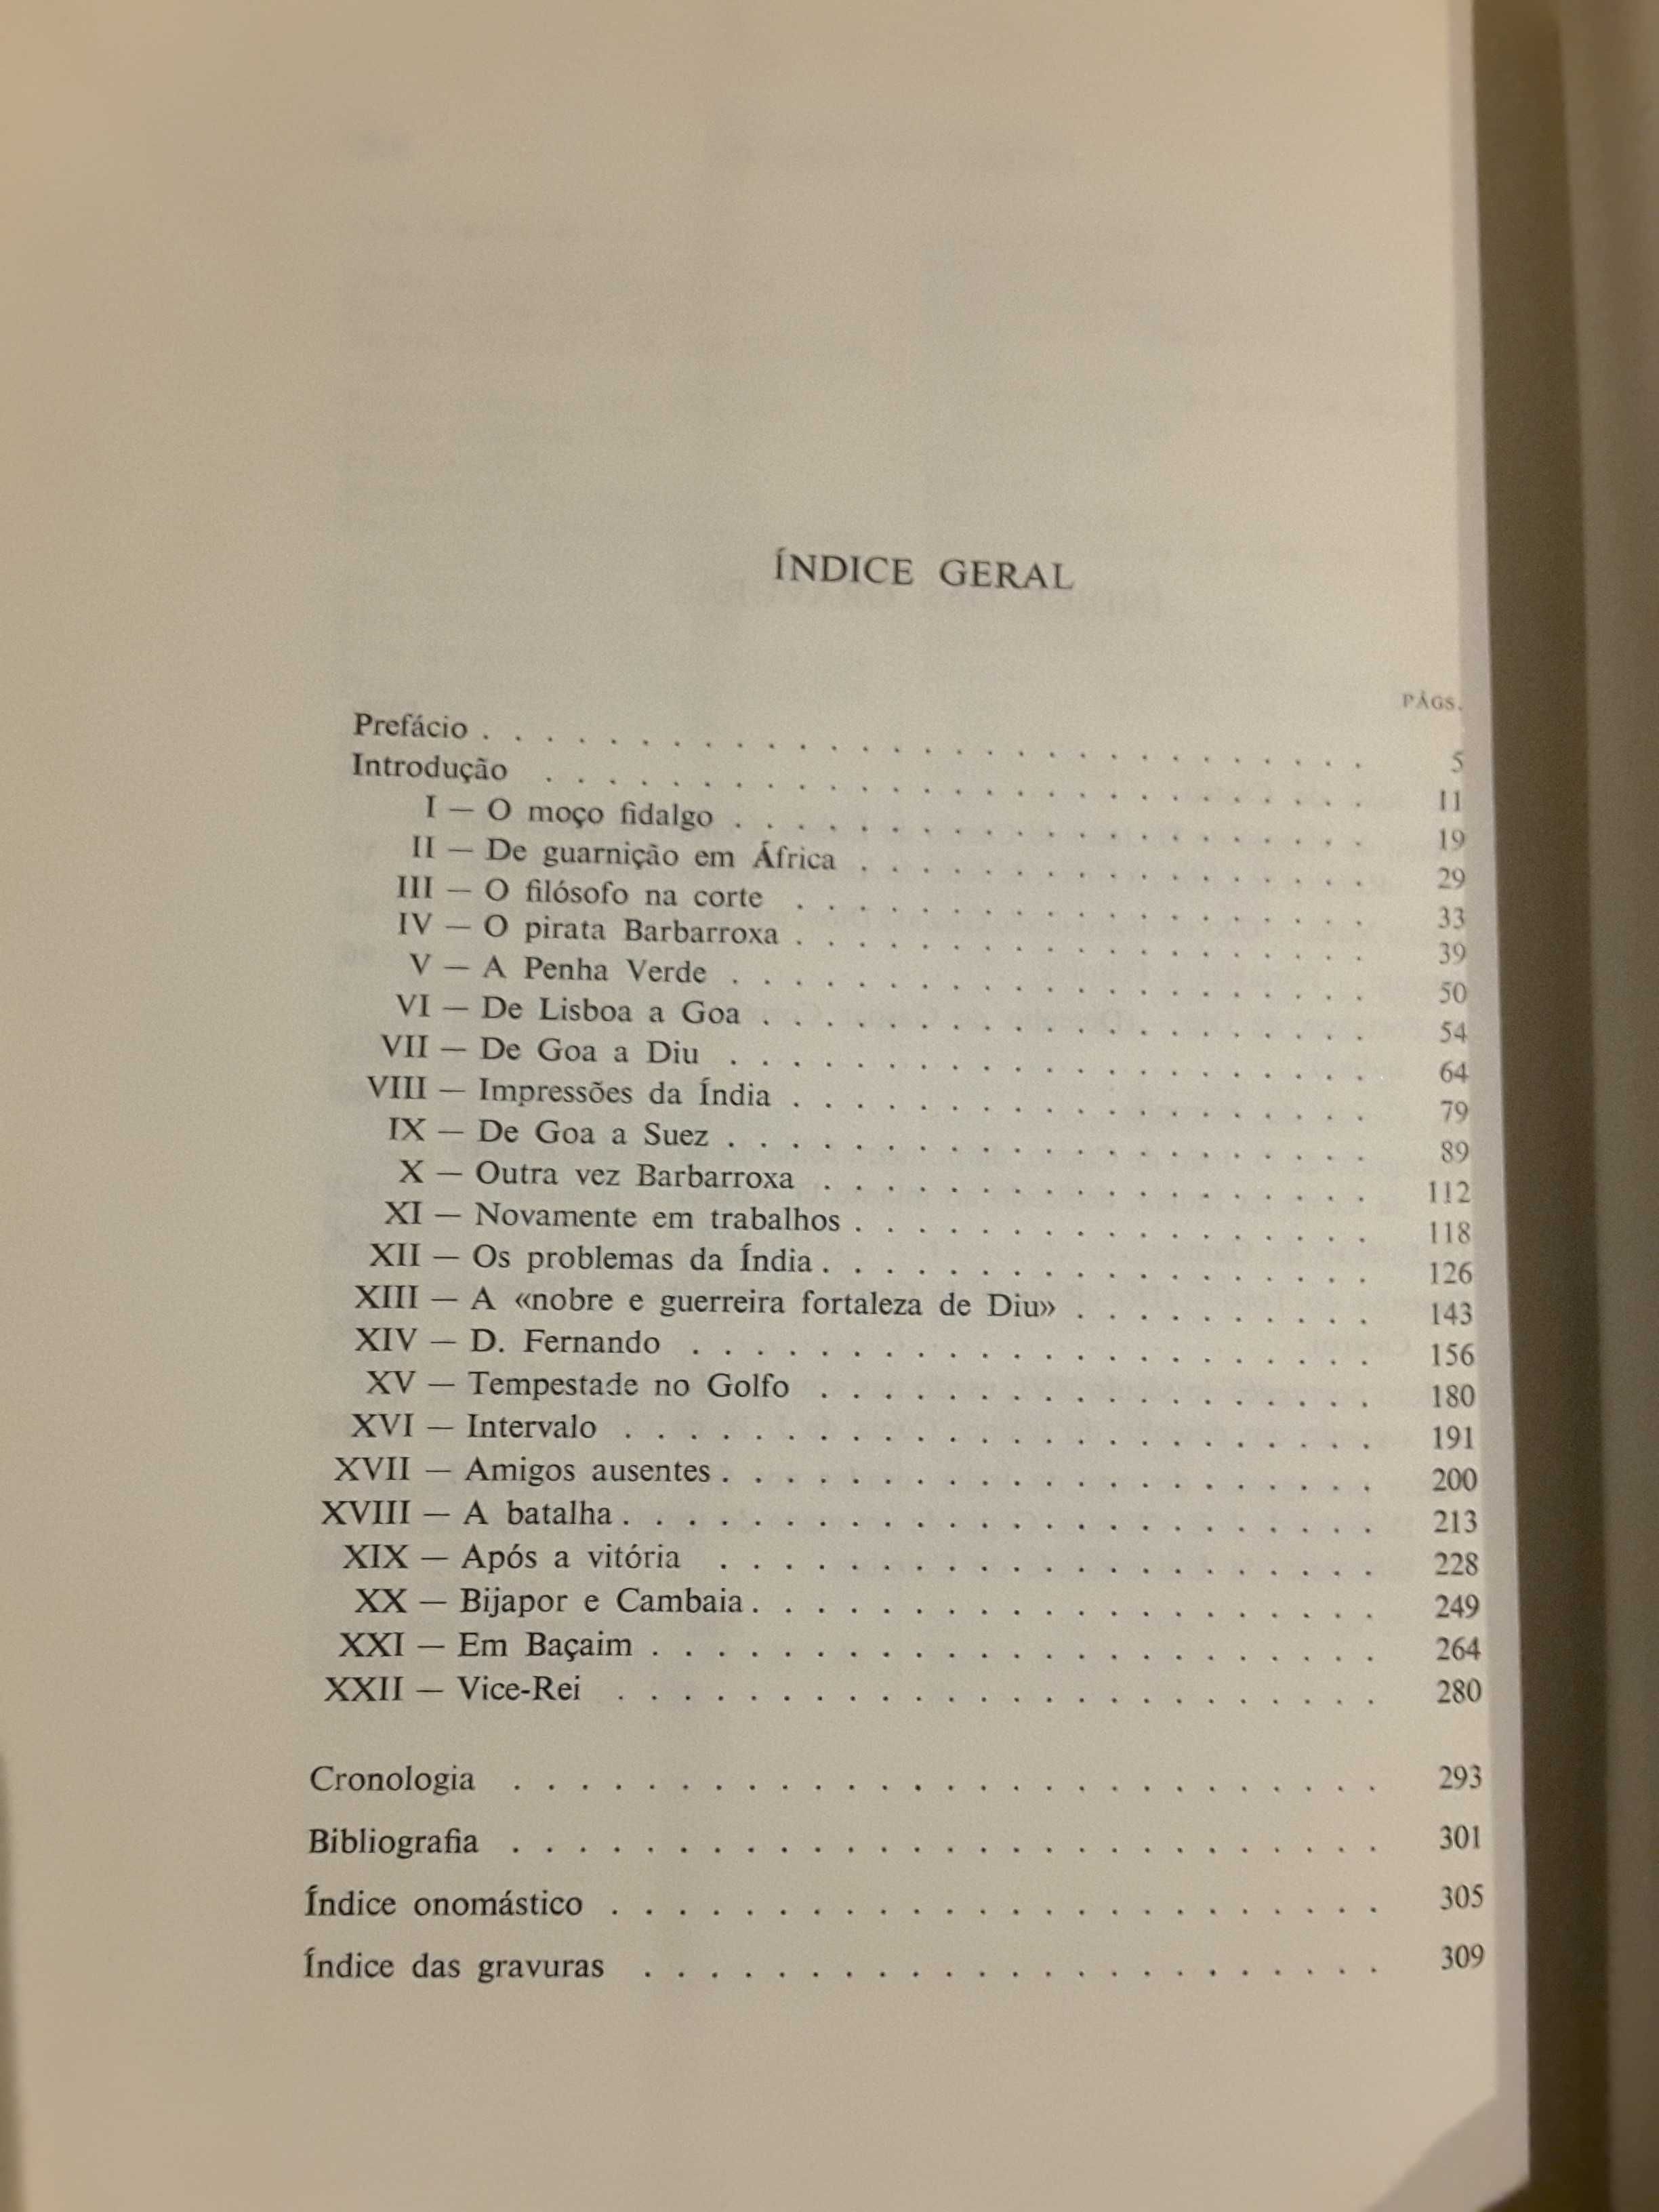 ÍNDICE GERAL
PÁGS.
Prefácio . . . . . . . . . . . . . . . . . . . . . . . . . . . . 5
Introdução . . . . . . . . . . . . . . . . . . . . . . . . . . 11
I — O moço fidalgo . . . . . . . . . . . . . . . . . . . . 19
II — De guarnição em África . . . . . . . . . . . . . . . . 29
III — O filósofo na corte . . . . . . . . . . . . . . . . . . 33
IV — O pirata Barbarroxa . . . . . . . . . . . . . . . . . . 39
V — A Penha Verde . . . . . . . . . . . . . . . . . . . . 50
VI — De Lisboa a Goa . . . . . . . . . . . . . . . . . . . 54
VII — De Goa a Diu . . . . . . . . . . . . . . . . . . . . 64
VIII — Impressões da Índia . . . . . . . . . . . . . . . . . . 79
IX — De Goa a Suez . . . . . . . . . . . . . . . . . . . . 89
X — Outra vez Barbarroxa . . . . . . . . . . . . . . . . . 112
XI — Novamente em trabalhos . . . . . . . . . . . . . . . . 118
XII — Os problemas da Índia . . . . . . . . . . . . . . . . . 126
XIII — A «nobre e guerreira fortaleza de Diu» . . . . . . . . . 143
XIV — D. Fernando . . . . . . . . . . . . . . . . . . . . . 156
XV — Tempestade no Golfo . . . . . . . . . . . . . . . . . 180
XVI — Intervalo . . . . . . . . . . . . . . . . . . . . . . . 191
XVII — Amigos ausentes . . . . . . . . . . . . . . . . . . . . 200
XVIII — A batalha . . . . . . . . . . . . . . . . . . . . . . . 213
XIX — Após a vitória . . . . . . . . . . . . . . . . . . . . 228
XX — Bijapor e Cambaia . . . . . . . . . . . . . . . . . . . 249
XXI — Em Baçaim . . . . . . . . . . . . . . . . . . . . . . 264
XXII — Vice-Rei . . . . . . . . . . . . . . . . . . . . . . . 280
Cronologia . . . . . . . . . . . . . . . . . . . . . . . . . . 293
Bibliografia . . . . . . . . . . . . . . . . . . . . . . . . . . 301
Índice onomástico . . . . . . . . . . . . . . . . . . . . . . . 305
Índice das gravuras . . . . . . . . . . . . . . . . . . . . . . 309